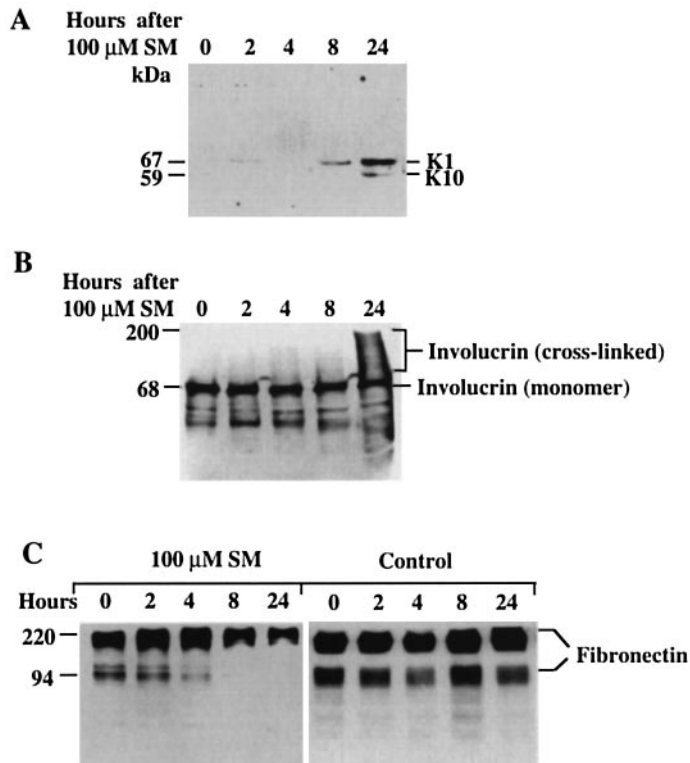 A
Hours after
100 μM SM 0 2 4 8 24
kDa
67 K1
59 K10
B
Hours after
100 μM SM 0 2 4 8 24
200
Involucrin (cross-linked)
68 Involucrin (monomer)
C
100 μM SM Control
Hours 0 2 4 8 24 0 2 4 8 24
220
Fibronectin
94